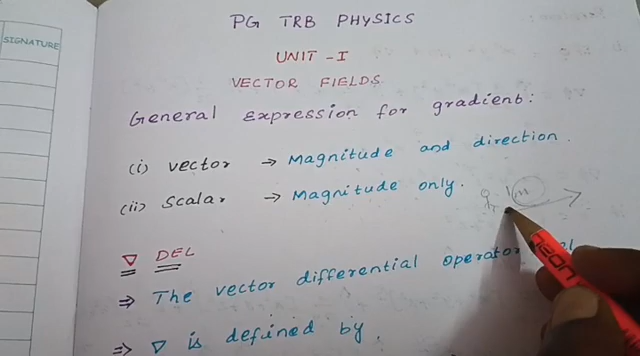 SIGNATURE
PG TRB PHYSICS
UNIT - I
VECTOR FIELDS
General Expression for gradient:
(i) vector → Magnitude and direction.
(ii) scalar → Magnitude only.
∇ DEL
⇒ The vector differential operator
⇒ ∇ is defined by